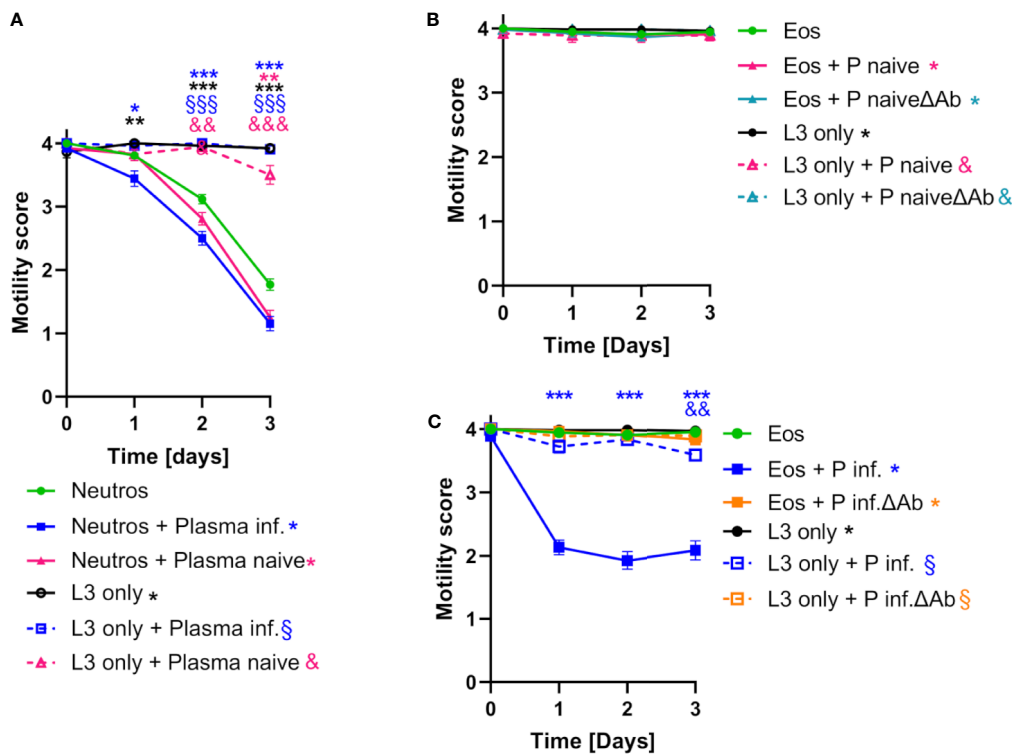 A
***
**
***
§§§
&&&
***
***
§§§
&&
*
**
4
3
2
1
0
Motility score
0 1 2 3
Time [days]
Neutros
Neutros + Plasma inf. *
Neutros + Plasma naive *
L3 only *
L3 only + Plasma inf. §
L3 only + Plasma naive &
B
4
3
2
1
0
Motility score
0 1 2 3
Time [Days]
Eos
Eos + P naive *
Eos + P naiveΔAb *
L3 only *
L3 only + P naive &
L3 only + P naiveΔAb &
C
*** *** ***
&&
4
3
2
1
0
Motility score
0 1 2 3
Time [Days]
Eos
Eos + P inf. *
Eos + P inf.ΔAb *
L3 only *
L3 only + P inf. §
L3 only + P inf.ΔAb §